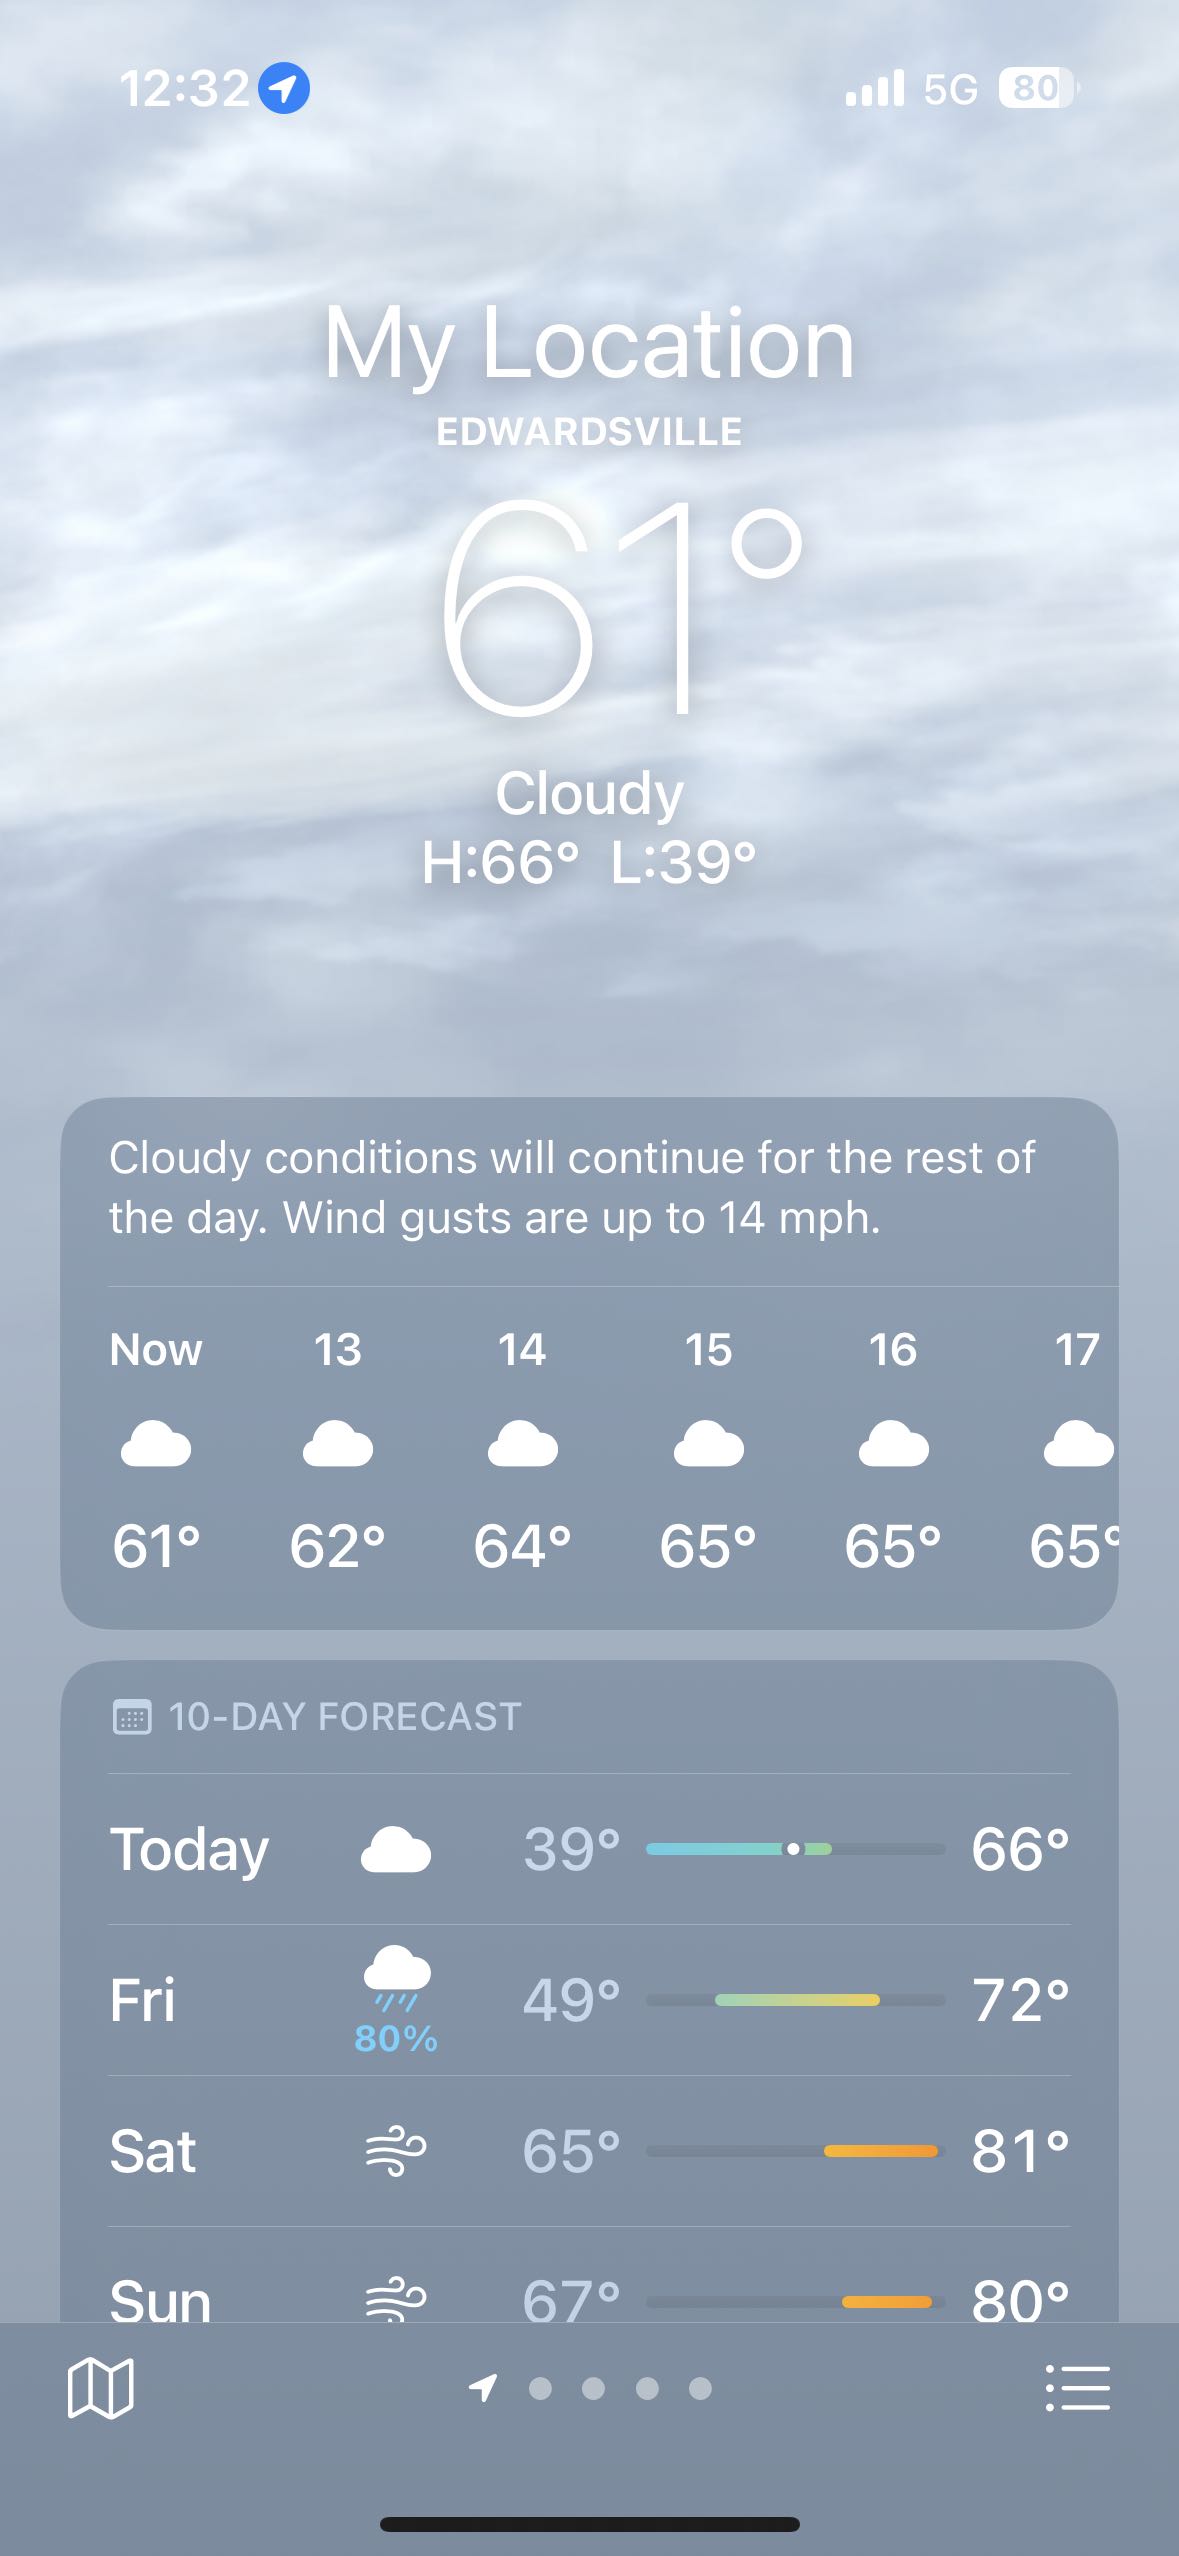 12:32 5G 80
My Location
EDWARDSVILLE
61°
Cloudy
H:66° L:39°
Cloudy conditions will continue for the rest of
the day. Wind gusts are up to 14 mph.
Now 13 14 15 16 17
61° 62° 64° 65° 65° 65°
10-DAY FORECAST
Today 39° 66°
Fri 80% 49° 72°
Sat 65° 81°
Sun 67° 80°